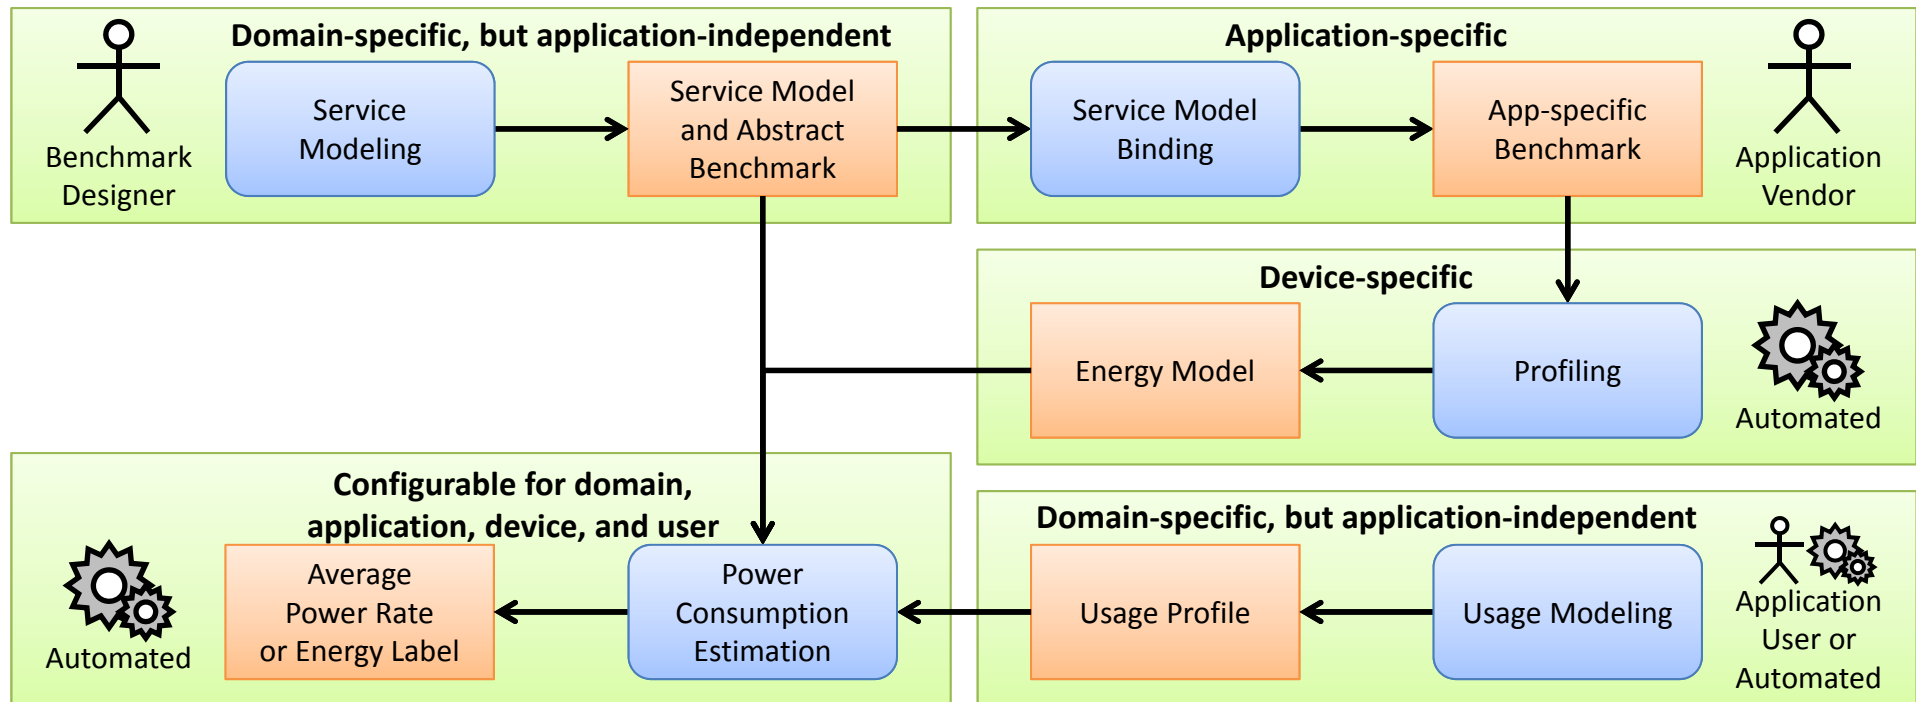 Domain-specific, but application-independent
Benchmark
Designer
Service
Modeling
Service Model
and Abstract
Benchmark
Application-specific
Service Model
Binding
App-specific
Benchmark
Application
Vendor
Device-specific
Energy Model
Profiling
Automated
Configurable for domain,
application, device, and user
Automated
Average
Power Rate
or Energy Label
Power
Consumption
Estimation
Domain-specific, but application-independent
Usage Profile
Usage Modeling
Application
User or
Automated